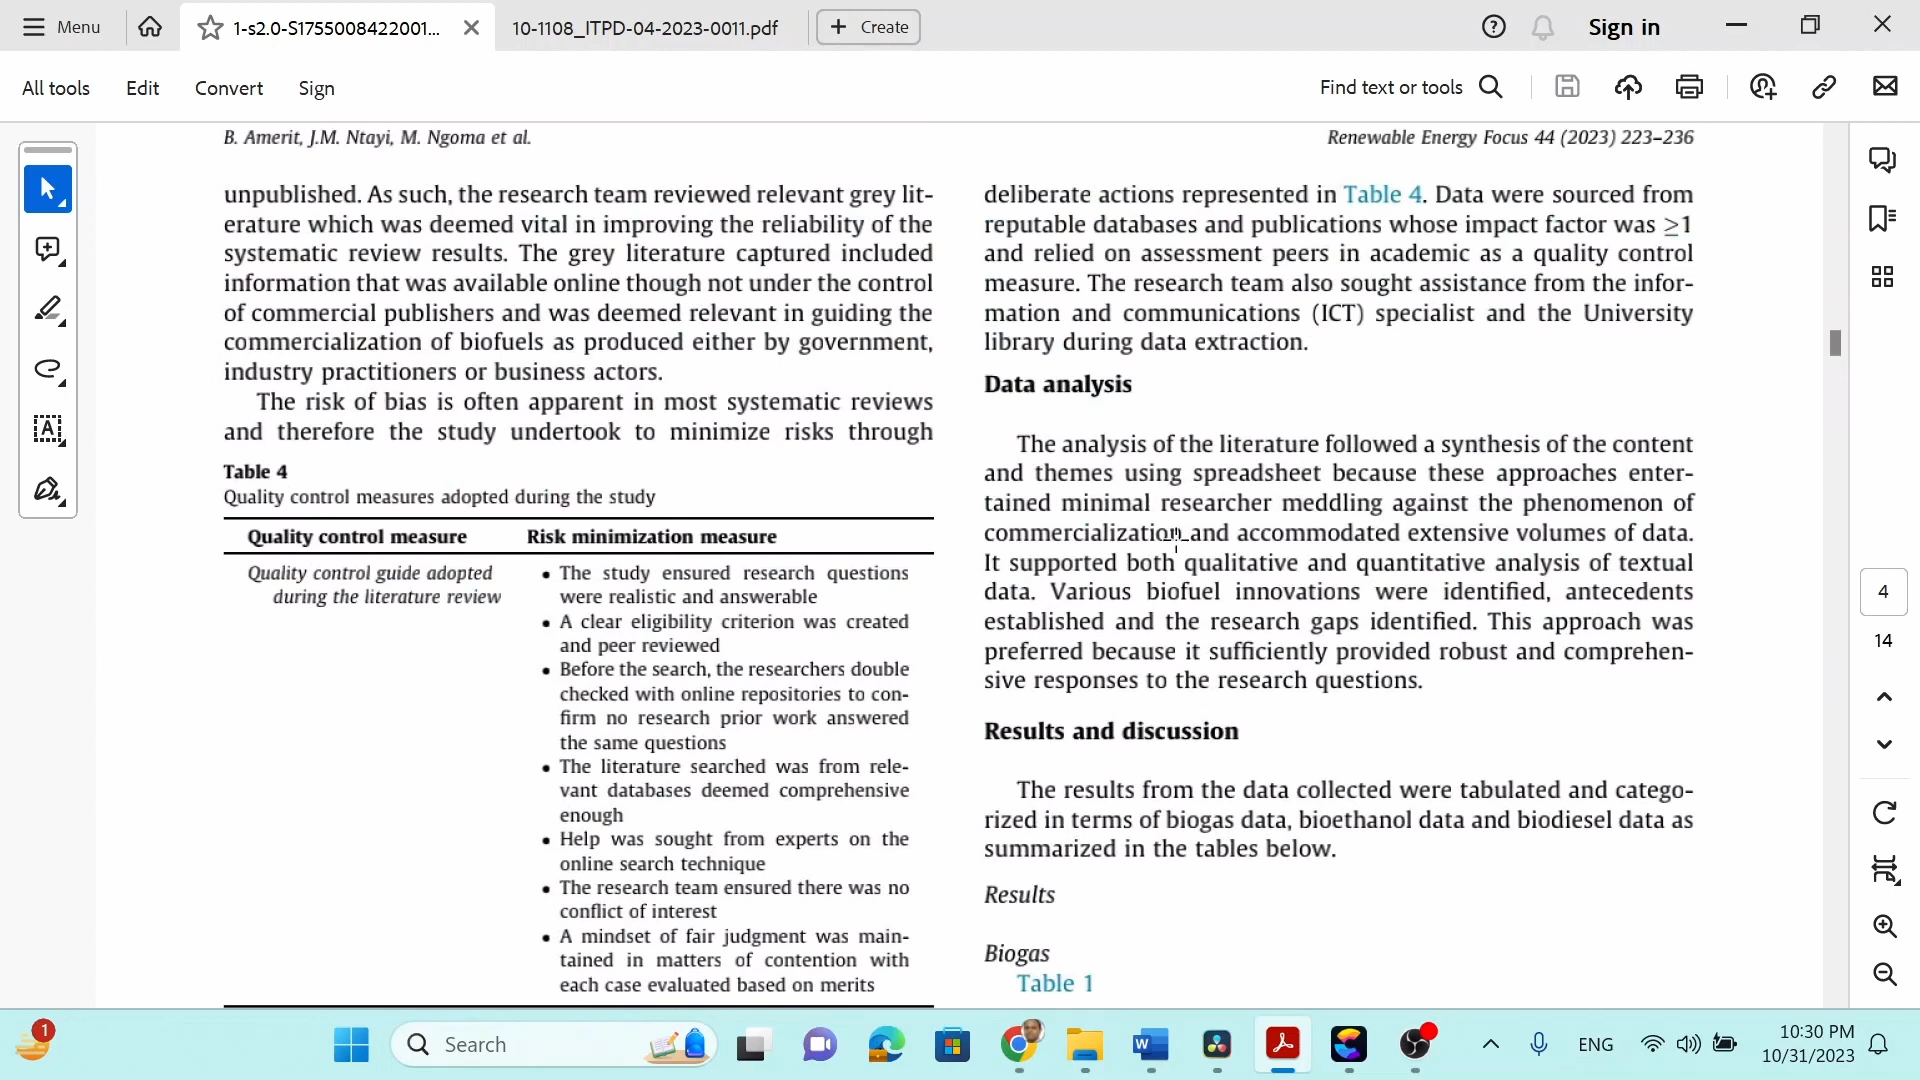 Menu
1-s2.0-S1755008422001...
10-1108_ITPD-04-2023-0011.pdf
Create
Sign in
All tools
Edit
Convert
Sign
Find text or tools
B. Amerit, J.M. Ntayi, M. Ngoma et al.
Renewable Energy Focus 44 (2023) 223–236
unpublished. As such, the research team reviewed relevant grey lit-
erature which was deemed vital in improving the reliability of the
systematic review results. The grey literature captured included
information that was available online though not under the control
of commercial publishers and was deemed relevant in guiding the
commercialization of biofuels as produced either by government,
industry practitioners or business actors.
The risk of bias is often apparent in most systematic reviews
and therefore the study undertook to minimize risks through
Table 4
Quality control measures adopted during the study
Quality control measure
Risk minimization measure
Quality control guide adopted
during the literature review
• The study ensured research questions
were realistic and answerable
• A clear eligibility criterion was created
and peer reviewed
• Before the search, the researchers double
checked with online repositories to con-
firm no research prior work answered
the same questions
• The literature searched was from rele-
vant databases deemed comprehensive
enough
• Help was sought from experts on the
online search technique
• The research team ensured there was no
conflict of interest
• A mindset of fair judgment was main-
tained in matters of contention with
each case evaluated based on merits
deliberate actions represented in Table 4. Data were sourced from
reputable databases and publications whose impact factor was ≥1
and relied on assessment peers in academic as a quality control
measure. The research team also sought assistance from the infor-
mation and communications (ICT) specialist and the University
library during data extraction.
Data analysis
The analysis of the literature followed a synthesis of the content
and themes using spreadsheet because these approaches enter-
tained minimal researcher meddling against the phenomenon of
commercialization and accommodated extensive volumes of data.
It supported both qualitative and quantitative analysis of textual
data. Various biofuel innovations were identified, antecedents
established and the research gaps identified. This approach was
preferred because it sufficiently provided robust and comprehen-
sive responses to the research questions.
Results and discussion
The results from the data collected were tabulated and catego-
rized in terms of biogas data, bioethanol data and biodiesel data as
summarized in the tables below.
Results
Biogas
Table 1
4
14
1
Search
ENG
10:30 PM
10/31/2023